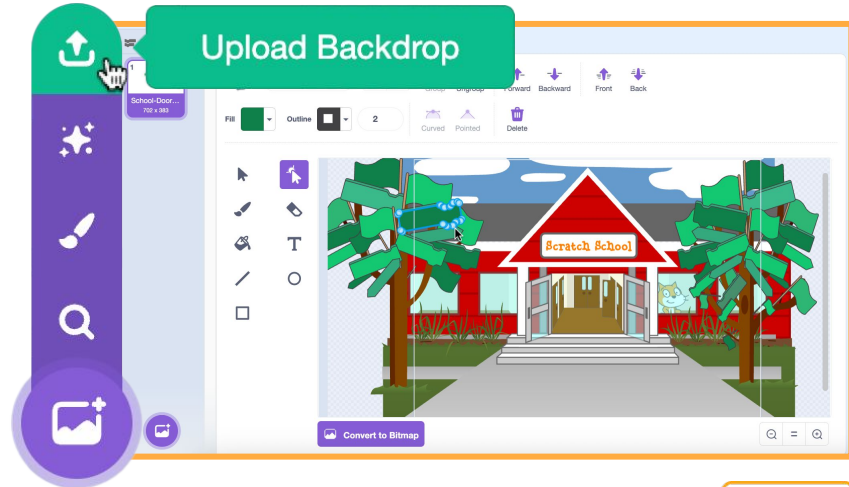 Upload Backdrop
1
School-Door...
702 x 383
Forward
Backward
Front
Back
Fill
Outline
2
Curved
Pointed
Delete
T
Scratch School
Convert to Bitmap